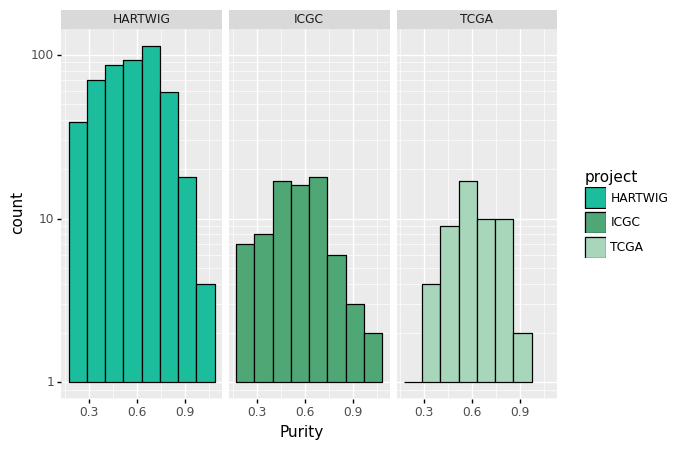 HARTWIG ICGC TCGA
100
10
1
count
0.3 0.6 0.9 0.3 0.6 0.9 0.3 0.6 0.9
Purity
project
HARTWIG
ICGC
TCGA